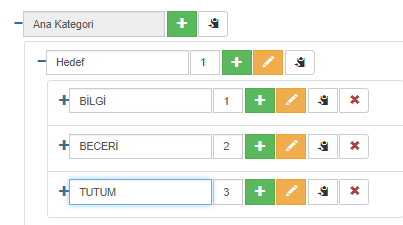 Ana Kategori
Hedef 1
BİLGİ 1
BECERİ 2
TUTUM 3